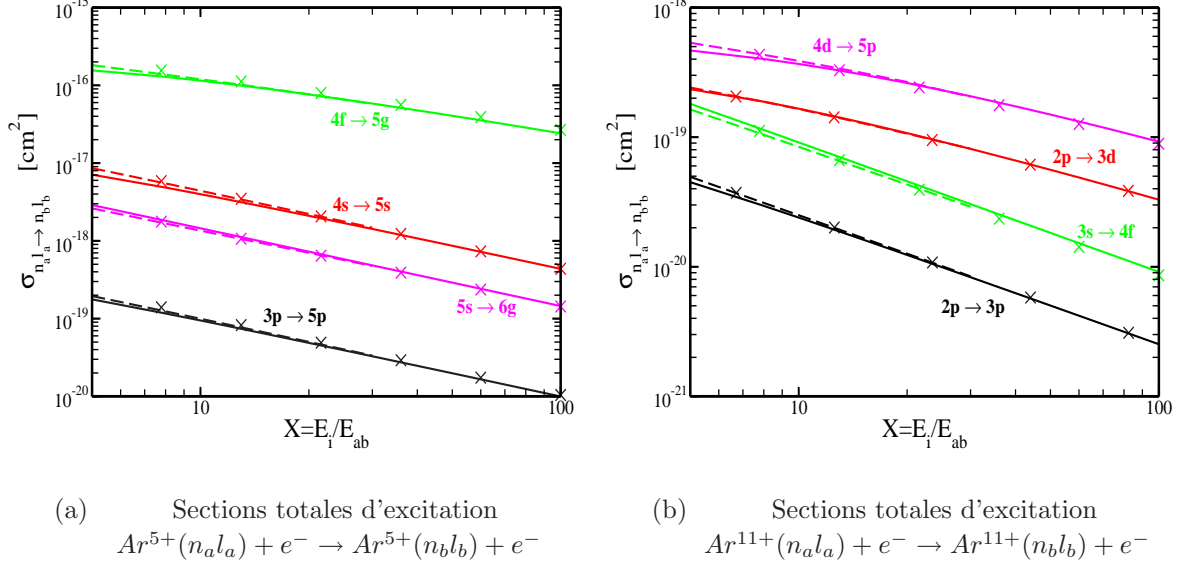 10^-15
10^-16
10^-17
10^-18
10^-19
10^-20
σ_{n_a l_a → n_b l_b} [cm^2]
4f → 5g
4s → 5s
5s → 6g
3p → 5p
10 100
X=E_i/E_ab
10^-18
10^-19
10^-20
10^-21
σ_{n_a l_a → n_b l_b} [cm^2]
4d → 5p
2p → 3d
3s → 4f
2p → 3p
10 100
X=E_i/E_ab
(a) Sections totales d'excitation
Ar^{5+}(n_a l_a) + e^- → Ar^{5+}(n_b l_b) + e^-
(b) Sections totales d'excitation
Ar^{11+}(n_a l_a) + e^- → Ar^{11+}(n_b l_b) + e^-